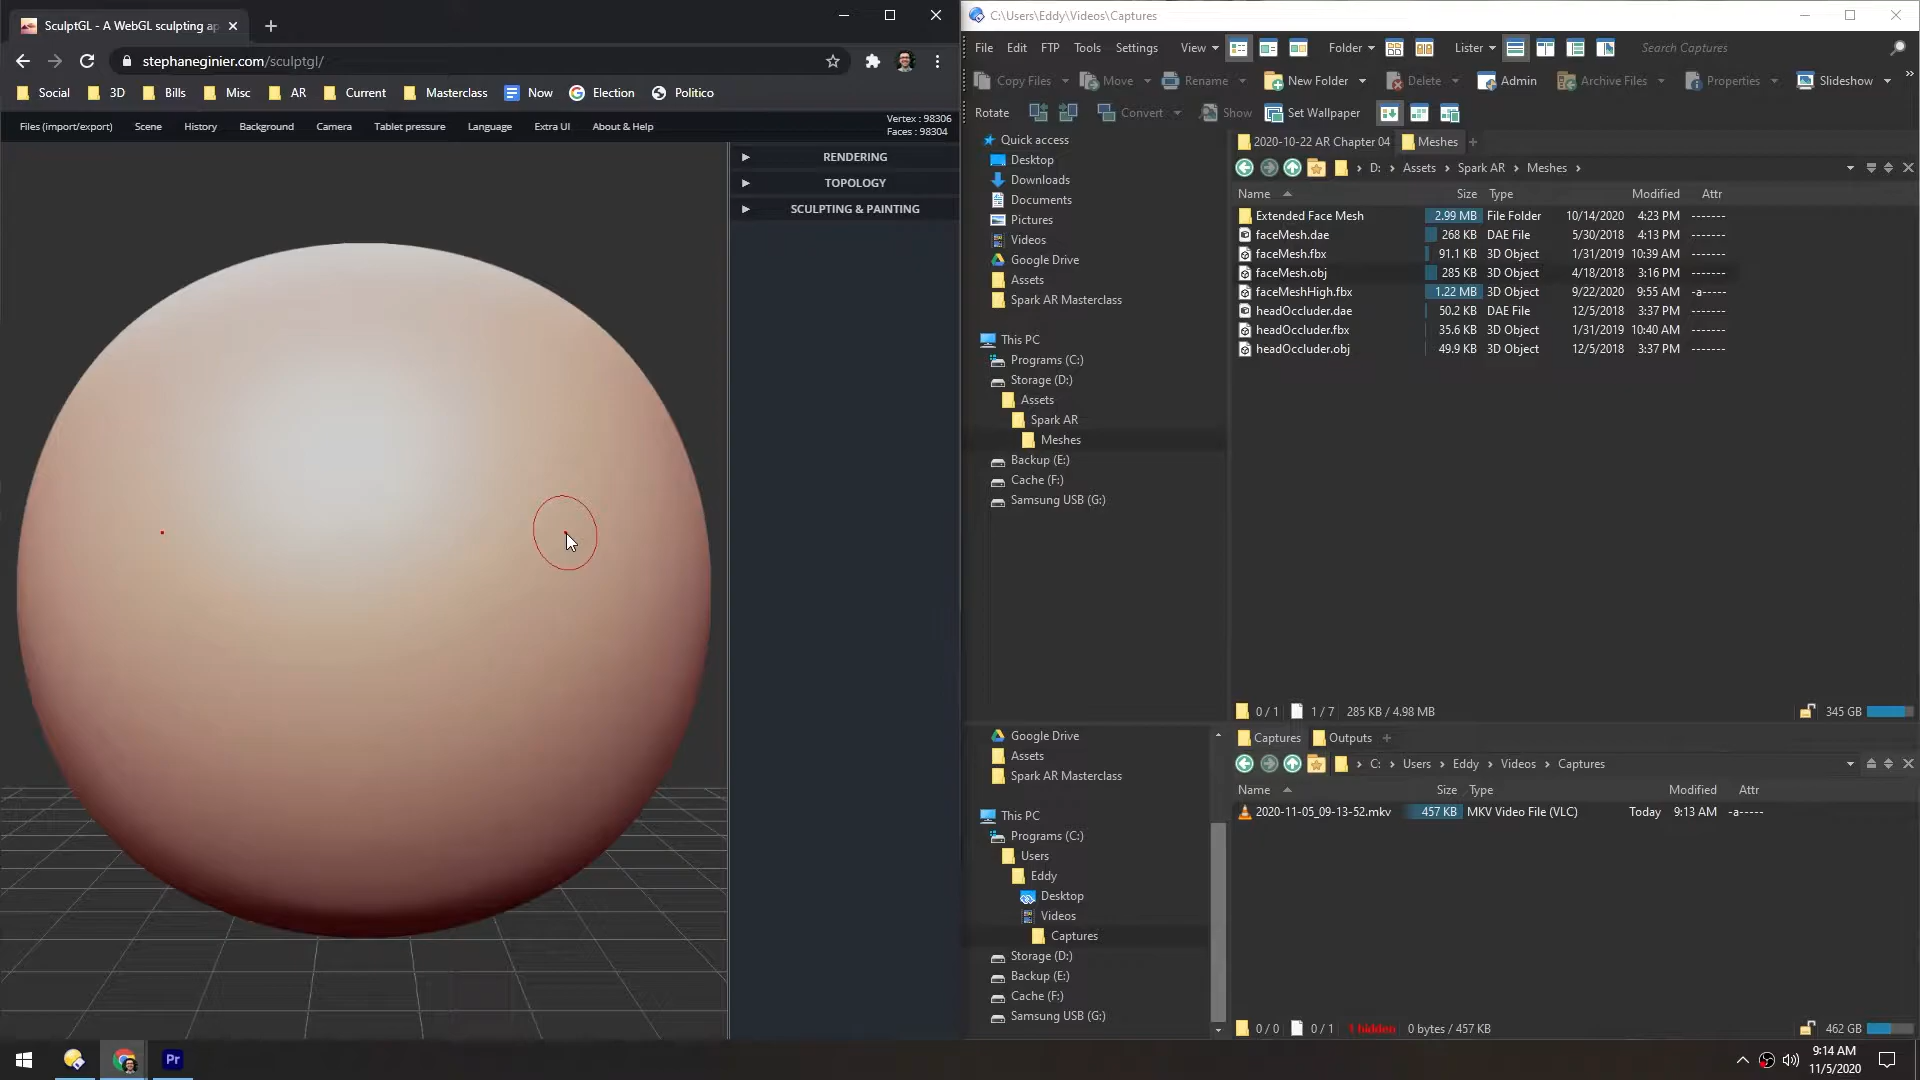 SculptGL - A WebGL sculpting ap
stephaneginier.com/sculptgl/
Social 3D Bills Misc AR Current Masterclass Now Election Politico
Files (import/export) Scene History Background Camera Tablet pressure Language Extra UI About & Help
Vertex : 98306
Faces : 98304
RENDERING
TOPOLOGY
SCULPTING & PAINTING
C:\Users\Eddy\Videos\Captures
File Edit FTP Tools Settings View Folder Lister Search Captures
Copy Files Move Rename New Folder Delete Admin Archive Files Properties Slideshow
Rotate Convert Show Set Wallpaper
Quick access
Desktop
Downloads
Documents
Pictures
Videos
Google Drive
Assets
Spark AR Masterclass
This PC
Programs (C:)
Storage (D:)
Assets
Spark AR
Meshes
Backup (E:)
Cache (F:)
Samsung USB (G:)
2020-10-22 AR Chapter 04 Meshes
D: Assets Spark AR Meshes
Name Size Type Modified Attr
Extended Face Mesh 2.99 MB File Folder 10/14/2020 4:23 PM -------
faceMesh.dae 268 KB DAE File 5/30/2018 4:13 PM -------
faceMesh.fbx 91.1 KB 3D Object 1/31/2019 10:39 AM -------
faceMesh.obj 285 KB 3D Object 4/18/2018 3:16 PM -------
faceMeshHigh.fbx 1.22 MB 3D Object 9/22/2020 9:55 AM -a-----
headOccluder.dae 50.2 KB DAE File 12/5/2018 3:37 PM -------
headOccluder.fbx 35.6 KB 3D Object 1/31/2019 10:40 AM -------
headOccluder.obj 49.9 KB 3D Object 12/5/2018 3:37 PM -------
0 / 1 1 / 7 285 KB / 4.98 MB 345 GB
Google Drive
Assets
Spark AR Masterclass
This PC
Programs (C:)
Users
Eddy
Desktop
Videos
Captures
Storage (D:)
Backup (E:)
Cache (F:)
Samsung USB (G:)
Captures Outputs
C: Users Eddy Videos Captures
Name Size Type Modified Attr
2020-11-05_09-13-52.mkv 457 KB MKV Video File (VLC) Today 9:13 AM -a-----
0 / 0 0 / 1 1 hidden 0 bytes / 457 KB 462 GB
Pr
9:14 AM
11/5/2020